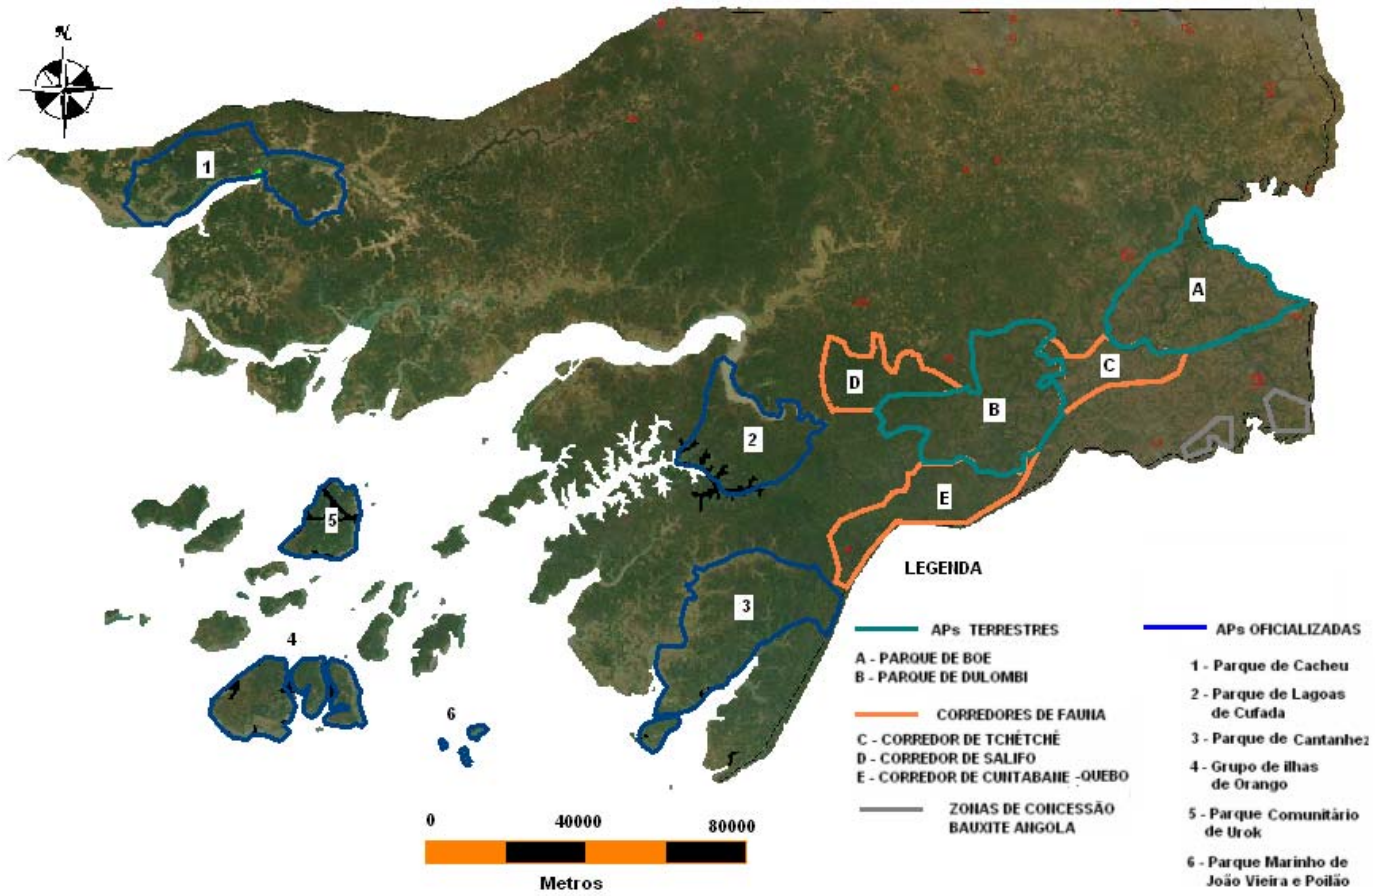 N
1
A
C
D
B
2
E
5
3
4
6
LEGENDA
APs TERRESTRES
A - PARQUE DE BOE
B - PARQUE DE DULOMBI
CORREDORES DE FAUNA
C - CORREDOR DE TCHÉTCHÉ
D - CORREDOR DE SALIFO
E - CORREDOR DE CUNTABANE -QUEBO
ZONAS DE CONCESSÃO
BAUXITE ANGOLA
APs OFICIALIZADAS
1 - Parque de Cacheu
2 - Parque de Lagoas
de Cufada
3 - Parque de Cantanhez
4 - Grupo de ilhas
de Orango
5 - Parque Comunitário
de Urok
6 - Parque Marinho de
João Vieira e Poilão
0 40000 80000
Metros